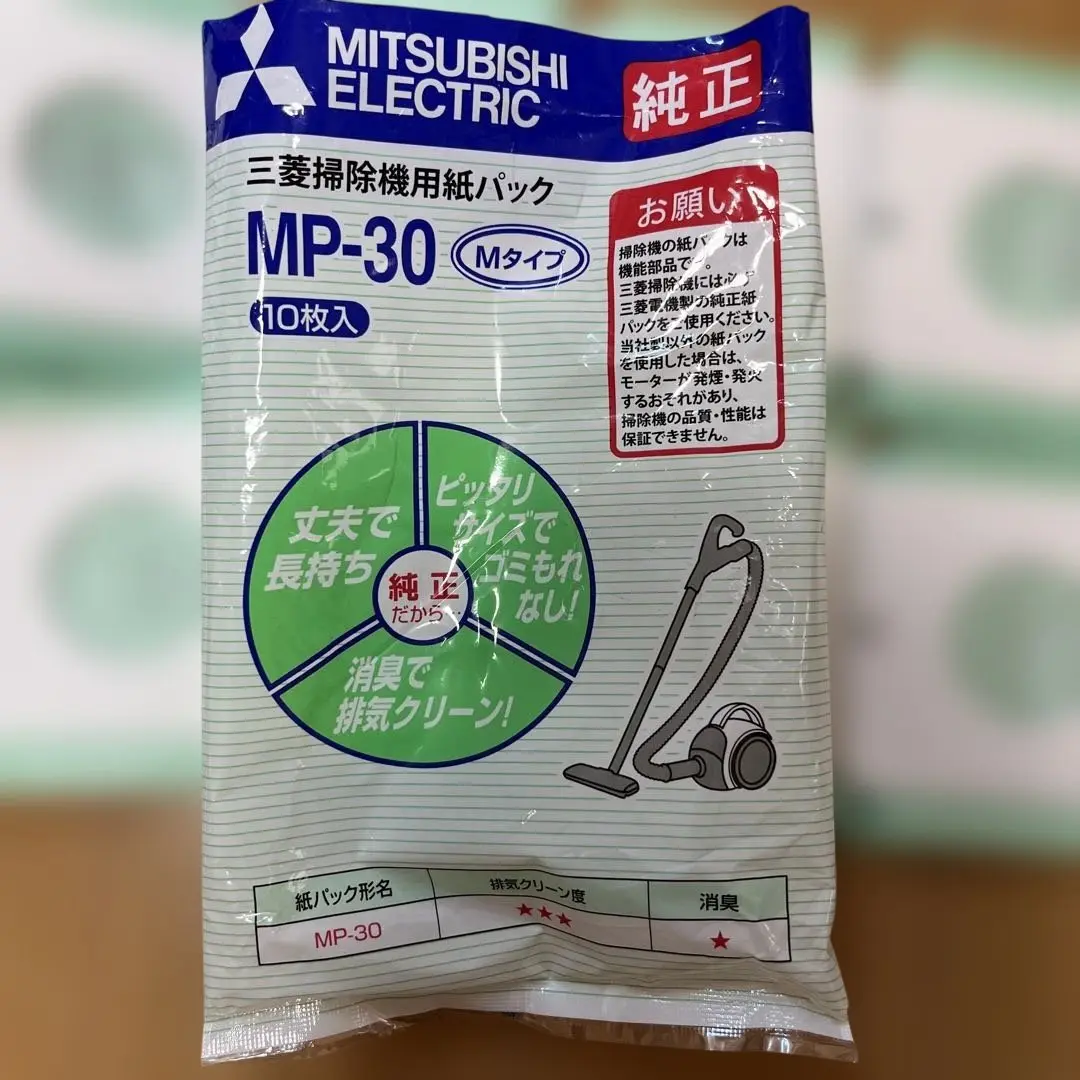 MITSUBISHI
ELECTRIC
純正
三菱掃除機用紙パック
MP-30
Mタイプ
10枚入
お願い
掃除機の紙パックは
機能部品です。
三菱掃除機には必ず
三菱電機製の純正紙
パックをご使用ください。
当社製以外の紙パック
を使用した場合は、
モーターが発煙・発火
するおそれがあり、
掃除機の品質・性能は
保証できません。
丈夫で
長持ち
ピッタリ
サイズで
ゴミもれ
なし!
純正
だから…
消臭で
排気クリーン!
紙パック形名
排気クリーン度
消臭
MP-30
★★★
★